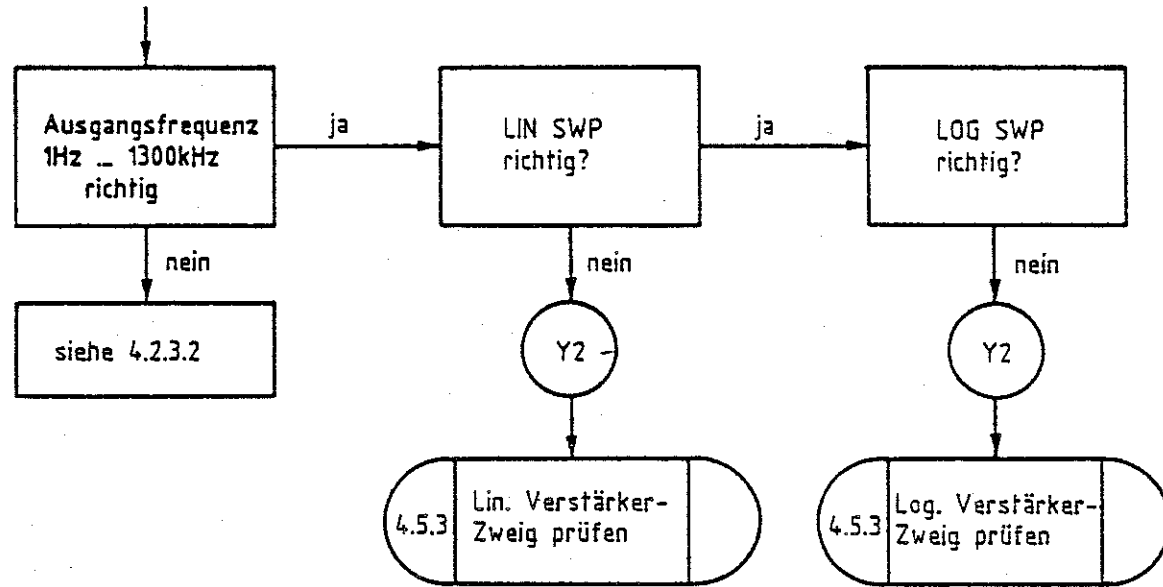 Ausgangsfrequenz
1Hz ... 1300kHz
richtig
ja
LIN SWP
richtig?
ja
LOG SWP
richtig?
nein
nein
nein
siehe 4.2.3.2
Y2
Y2
4.5.3
Lin. Verstärker-
Zweig prüfen
4.5.3
Log. Verstärker-
Zweig prüfen